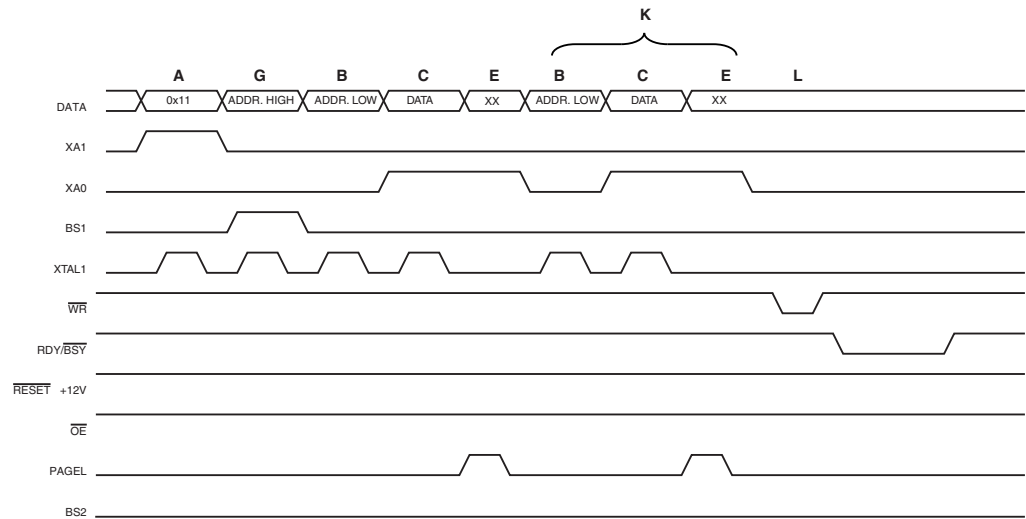 K
A G B C E B C E L
DATA 0x11 ADDR. HIGH ADDR. LOW DATA XX ADDR. LOW DATA XX
XA1
XA0
BS1
XTAL1
WR
RDY/BSY
RESET +12V
OE
PAGEL
BS2